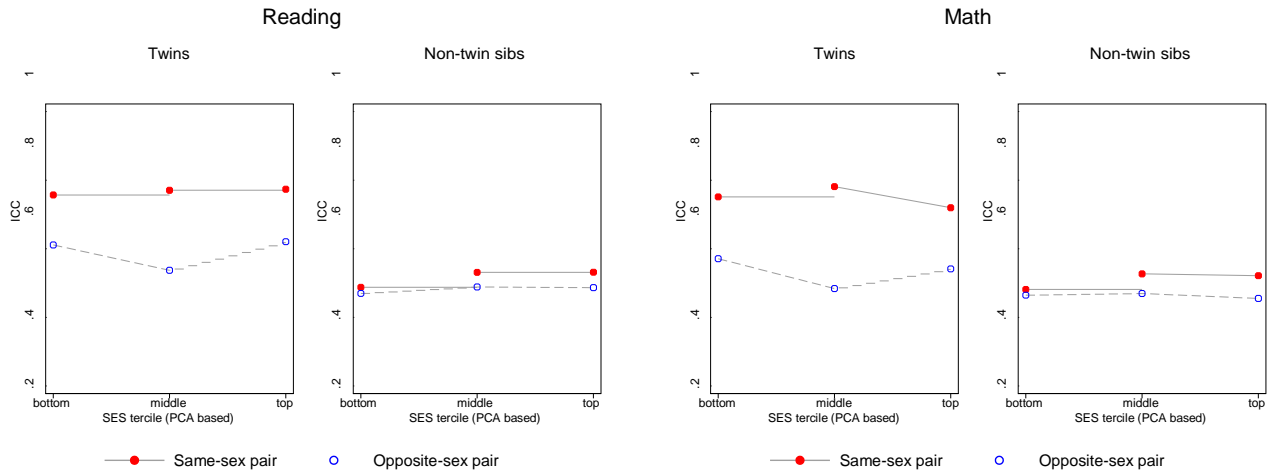 Reading
Math
Twins
Non-twin sibs
Twins
Non-twin sibs
1
.8
.6
.4
.2
ICC
bottom
middle
top
SES tercile (PCA based)
1
.8
.6
.4
.2
ICC
bottom
middle
top
SES tercile (PCA based)
1
.8
.6
.4
.2
ICC
bottom
middle
top
SES tercile (PCA based)
1
.8
.6
.4
.2
ICC
bottom
middle
top
SES tercile (PCA based)
Same-sex pair
Opposite-sex pair
Same-sex pair
Opposite-sex pair